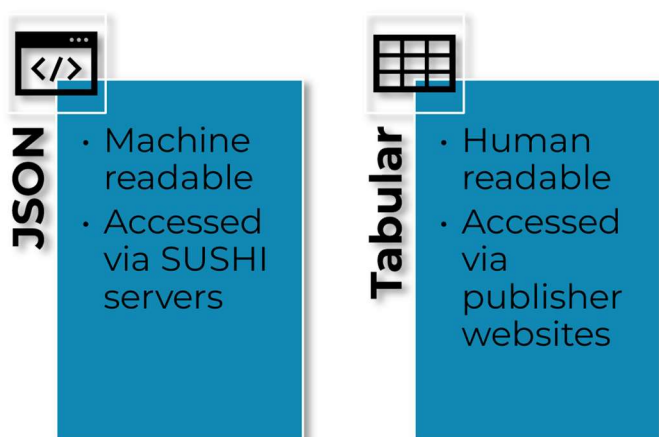 JSON
• Machine
readable
• Accessed
via SUSHI
servers
Tabular
• Human
readable
• Accessed
via
publisher
websites